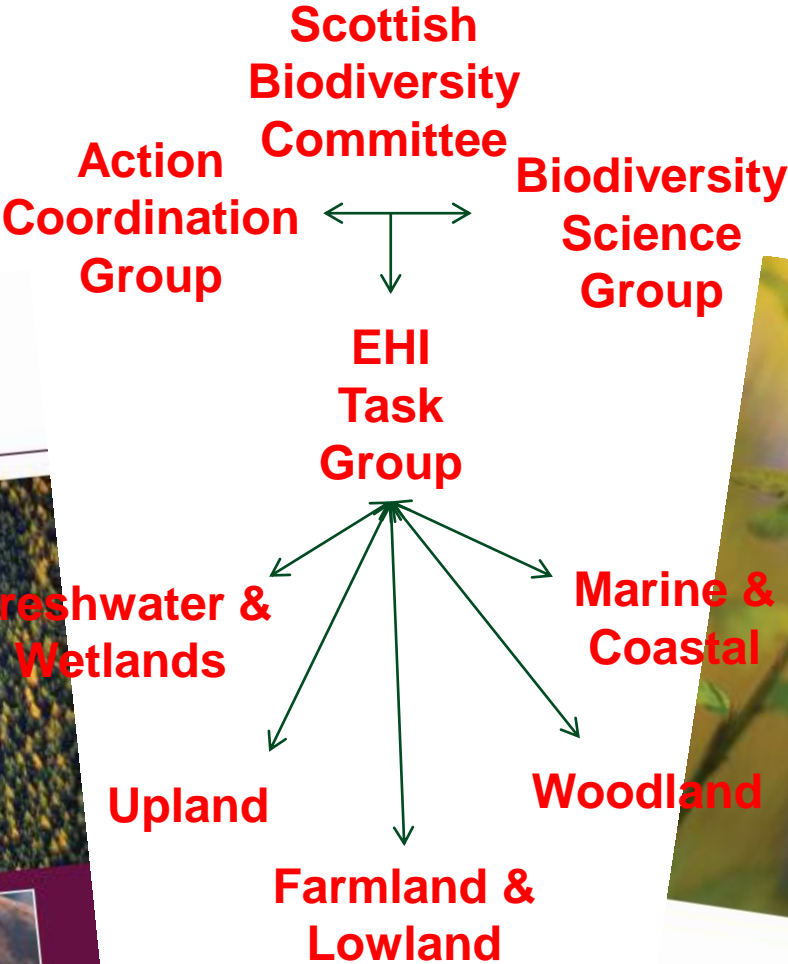 Scottish
Biodiversity
Committee
Action
Coordination
Group
Biodiversity
Science
Group
EHI
Task
Group
reshwater &
Wetlands
Marine &
Coastal
Upland
Woodland
Farmland &
Lowland